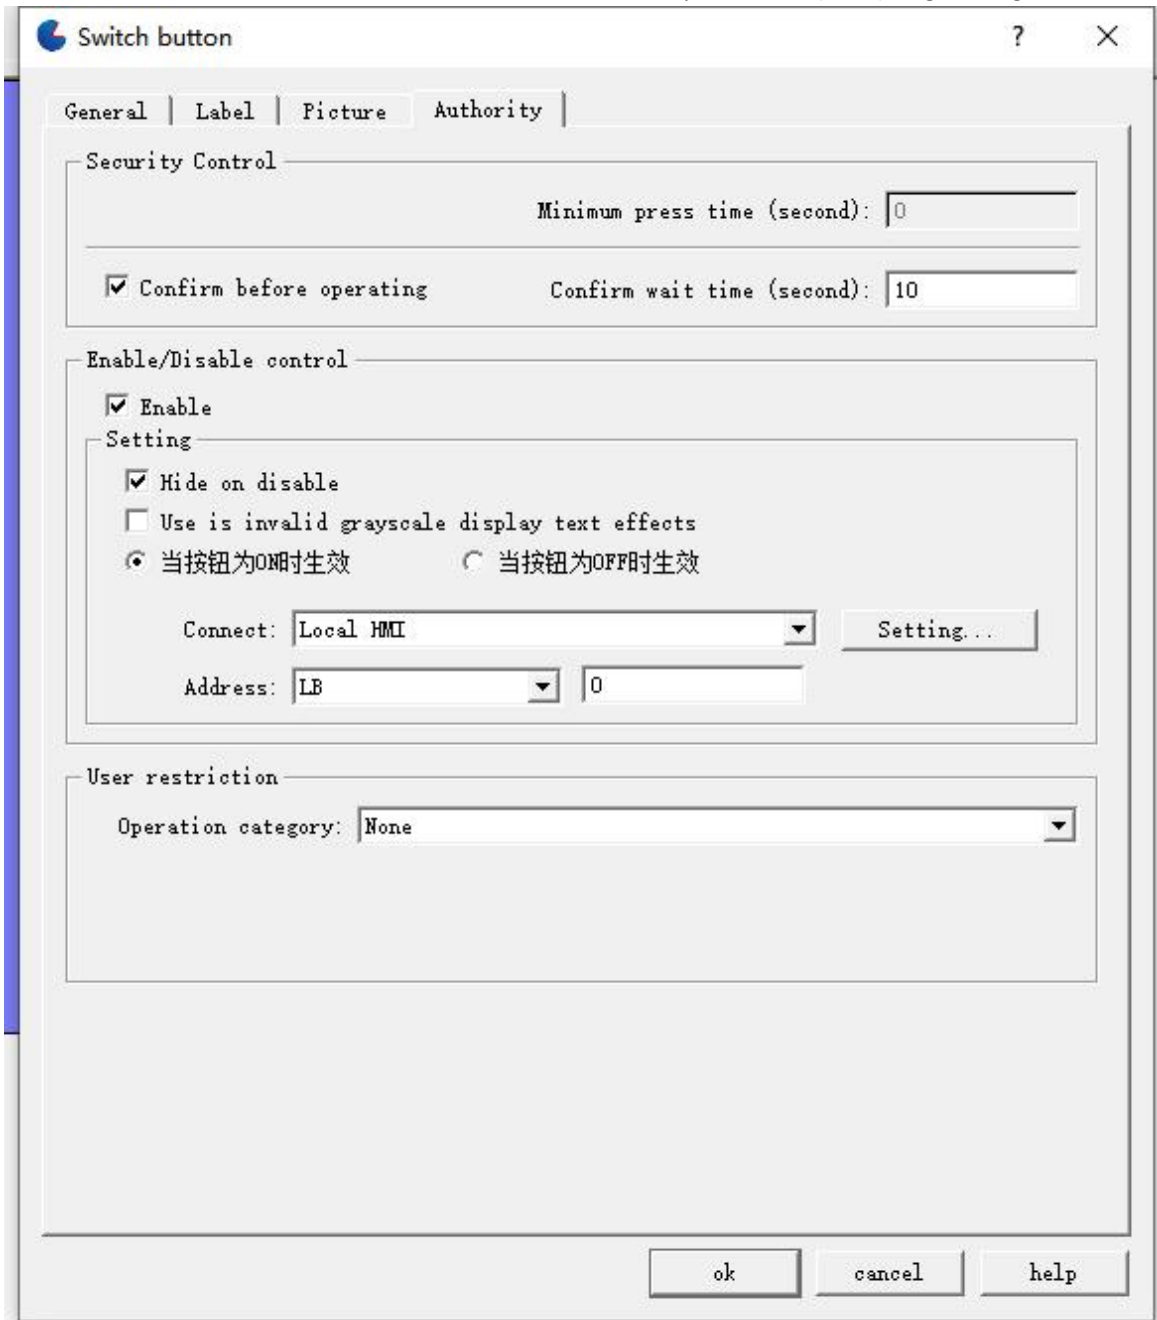 Switch button ?
General Label Picture Authority
Security Control
Minimum press time (second): 0
Confirm before operating Confirm wait time (second): 10
Enable/Disable control
Enable
Setting
Hide on disable
Use is invalid grayscale display text effects
当按钮为ON时生效 当按钮为OFF时生效
Connect: Local HMI Setting...
Address: LB 0
User restriction
Operation category: None
ok cancel help